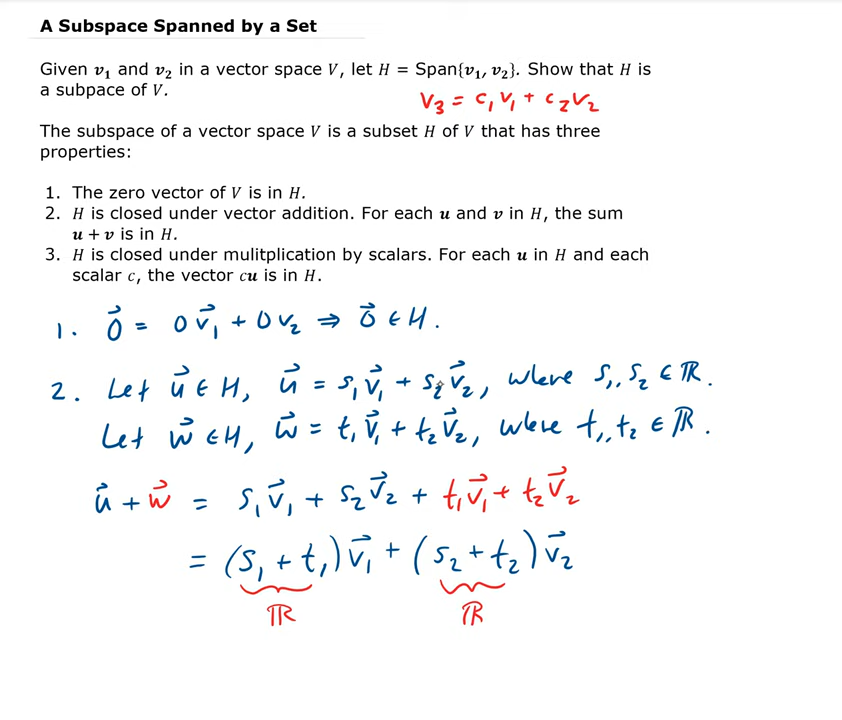 A Subspace Spanned by a Set
Given v₁ and v₂ in a vector space V, let H = Span{v₁, v₂}. Show that H is
a subpace of V.
v₃ = c₁v₁ + c₂v₂
The subspace of a vector space V is a subset H of V that has three
properties:
1. The zero vector of V is in H.
2. H is closed under vector addition. For each u and v in H, the sum
u + v is in H.
3. H is closed under mulitplication by scalars. For each u in H and each
scalar c, the vector cu is in H.
1. 0⃗ = 0v⃗₁ + 0v₂ ⇒ 0⃗ ∈ H.
2. Let u⃗ ∈ H, u⃗ = s₁v⃗₁ + s₂v⃗₂, where s₁, s₂ ∈ ℝ.
Let w⃗ ∈ H, w⃗ = t₁v⃗₁ + t₂v⃗₂, where t₁, t₂ ∈ ℝ.
u⃗ + w⃗ = s₁v⃗₁ + s₂v⃗₂ + t₁v⃗₁ + t₂v⃗₂
= (s₁ + t₁)v⃗₁ + (s₂ + t₂)v⃗₂
ℝ ℝ